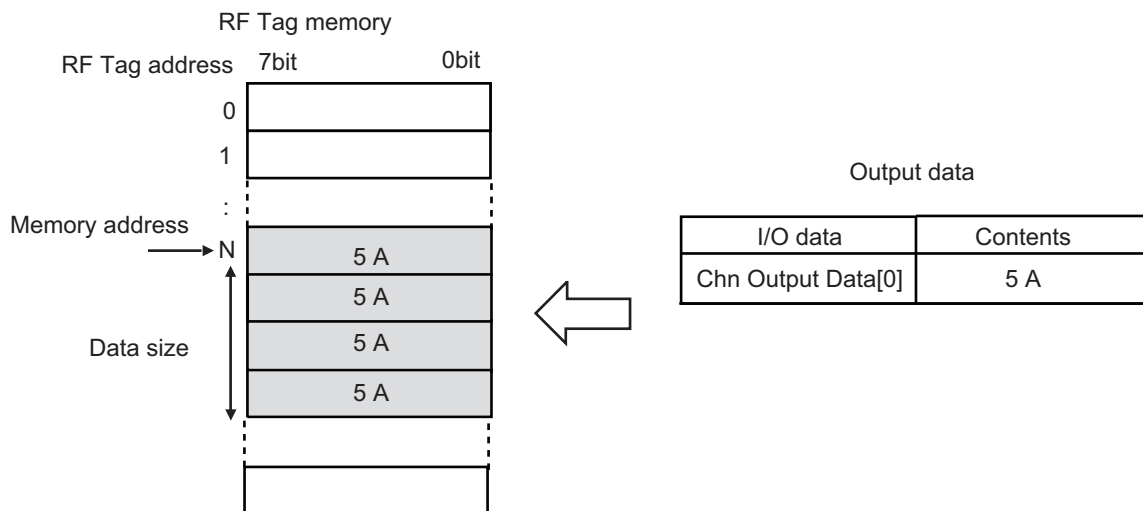 RF Tag memory
RF Tag address 7bit 0bit
0
1
:
Memory address
N
5 A
5 A
Data size
5 A
5 A
Output data
I/O data Contents
Chn Output Data[0] 5 A